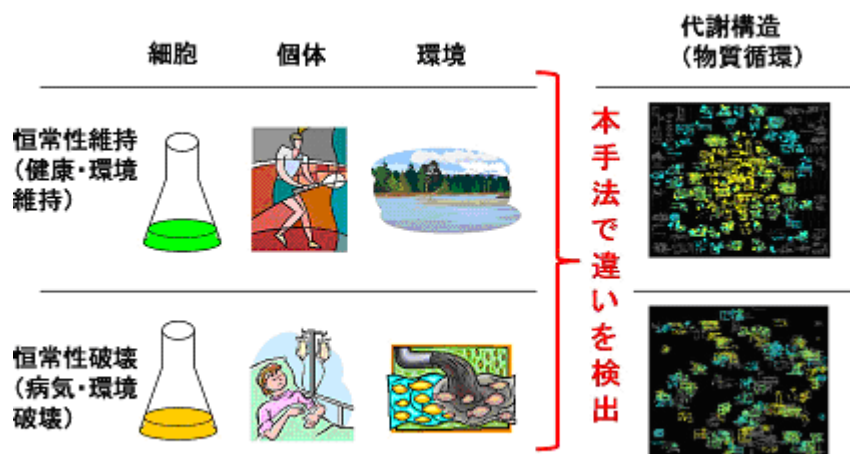 細胞
個体
環境
代謝構造
（物質循環）
恒常性維持
（健康・環境
維持）
本手法で違いを検出
恒常性破壊
（病気・環境
破壊）